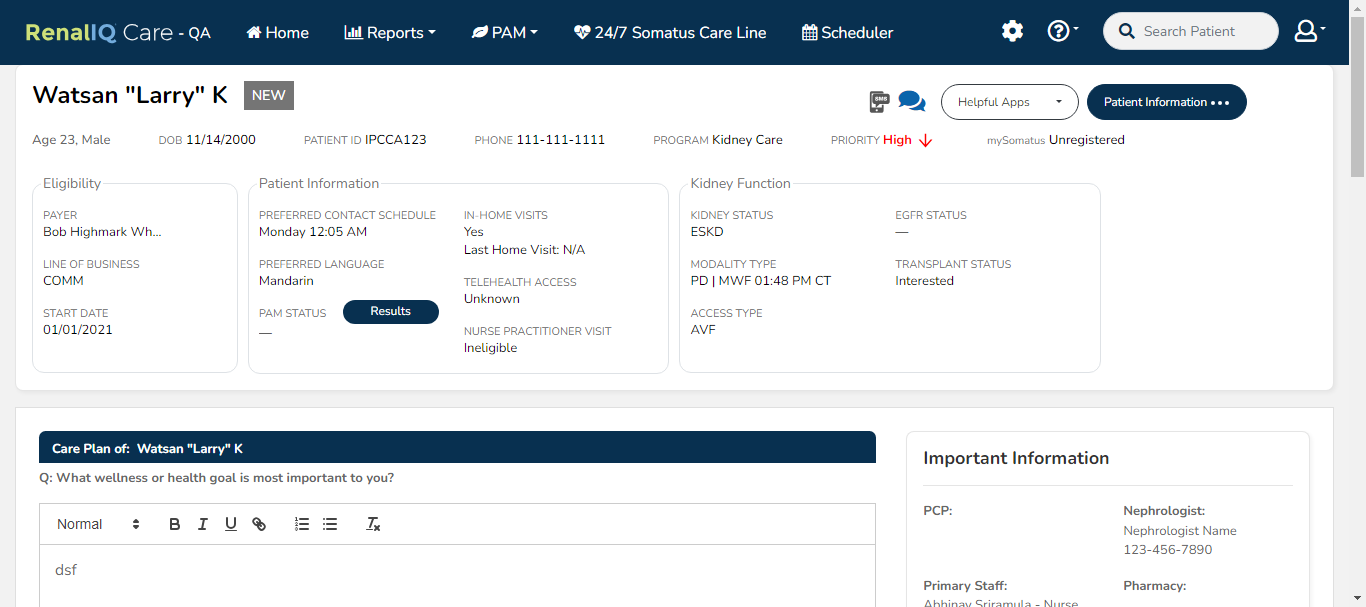 RenalIQ Care - QA Home Reports PAM 24/7 Somatus Care Line Scheduler Search Patient
Watsan "Larry" K NEW
SMS Helpful Apps Patient Information
Age 23, Male DOB 11/14/2000 PATIENT ID IPCCA123 PHONE 111-111-1111 PROGRAM Kidney Care PRIORITY High mySomatus Unregistered
Eligibility
PAYER
Bob Highmark Wh...
LINE OF BUSINESS
COMM
START DATE
01/01/2021
Patient Information
PREFERRED CONTACT SCHEDULE
Monday 12:05 AM
PREFERRED LANGUAGE
Mandarin
PAM STATUS Results
—
IN-HOME VISITS
Yes
Last Home Visit: N/A
TELEHEALTH ACCESS
Unknown
NURSE PRACTITIONER VISIT
Ineligible
Kidney Function
KIDNEY STATUS
ESKD
MODALITY TYPE
PD | MWF 01:48 PM CT
ACCESS TYPE
AVF
EGFR STATUS
—
TRANSPLANT STATUS
Interested
Care Plan of: Watsan "Larry" K
Q: What wellness or health goal is most important to you?
Normal B I U
dsf
Important Information
PCP:
Nephrologist:
Nephrologist Name
123-456-7890
Primary Staff:
Abhinav Sriramula - Nurse
Pharmacy: